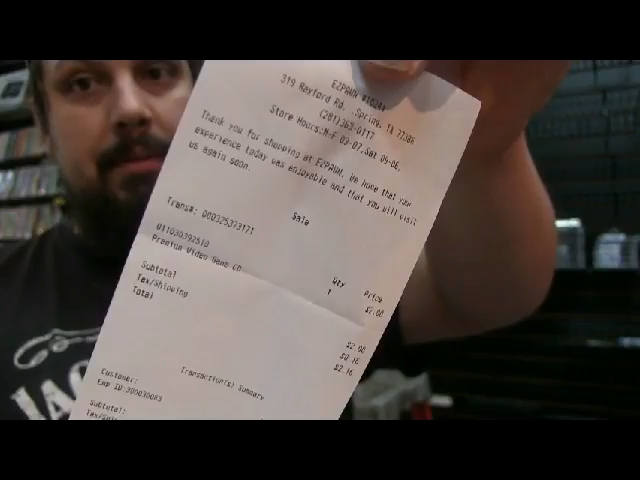 EZPAWN
319 Rayford Rd. ,Spring, TX 77386
(281)363-0177
Store Hours:M-F 09-07,Sat 09-06,
Thank you for shopping at EZPAWN. We hope that your
experience today was enjoyable and that you will visit
us again soon.
Sale
Trans#: 000325373171
Qty Price
011030392510
Premium Video Game CD 1 $2.00
Subtotal $2.00
Tax/Shipping $0.16
Total $2.16
Transaction(s) Summary
Customer:
Emp ID:
Subtotal:
JAC